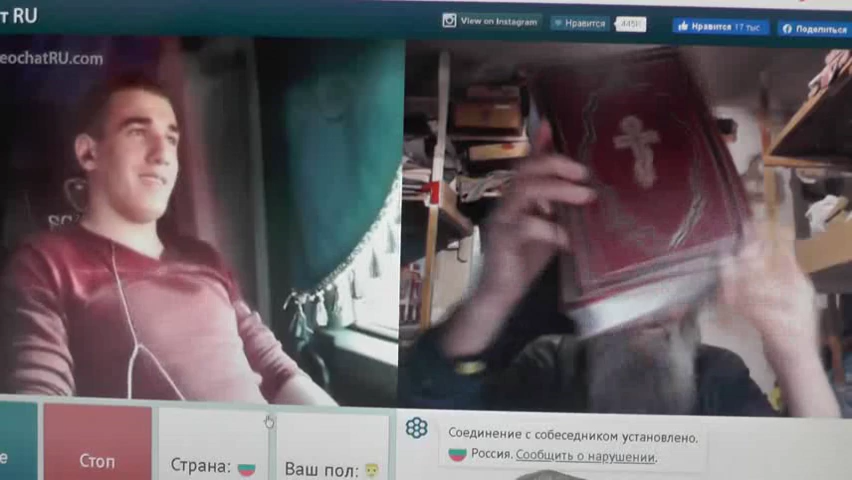 т RU
View on Instagram
Нравится
445K
Нравится 17 тыс.
Поделиться
eochatRU.com
е
Стоп
Страна:
Ваш пол:
Соединение с собеседником установлено.
Россия. Сообщить о нарушении.